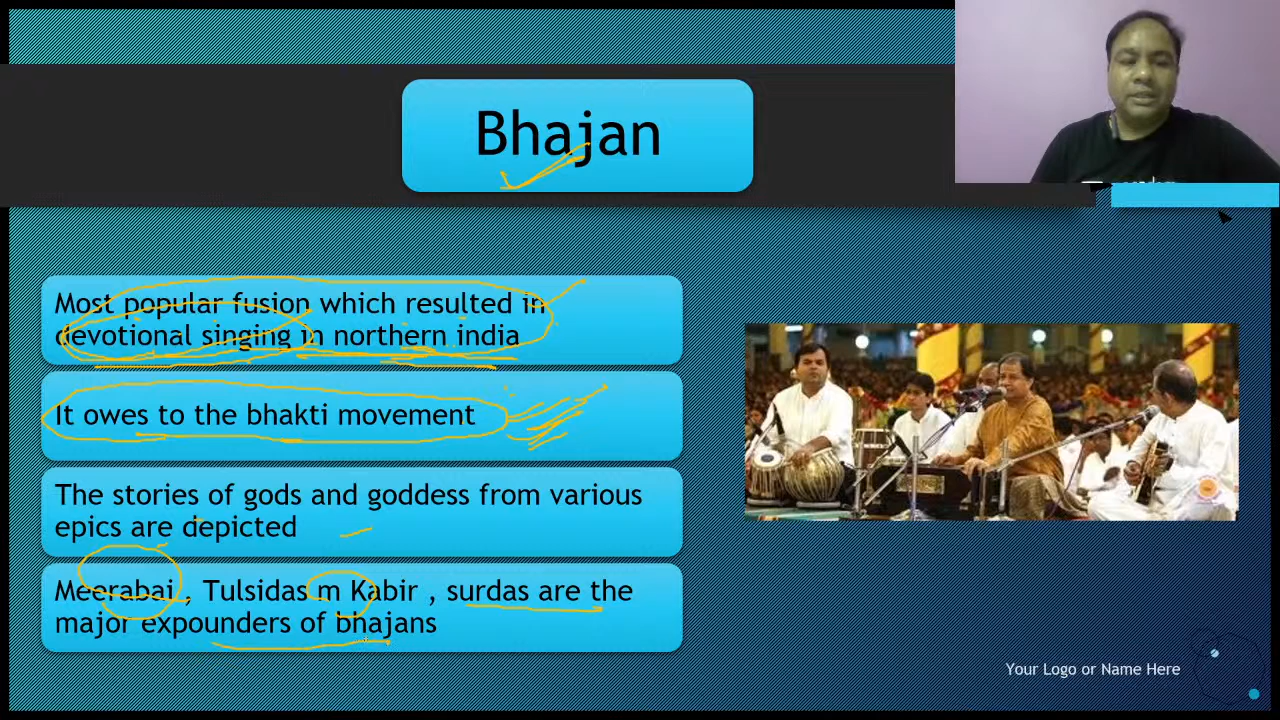 Bhajan
Most popular fusion which resulted in
devotional singing in northern india
It owes to the bhakti movement
The stories of gods and goddess from various
epics are depicted
Meerabai , Tulsidas m Kabir , surdas are the
major expounders of bhajans
Your Logo or Name Here